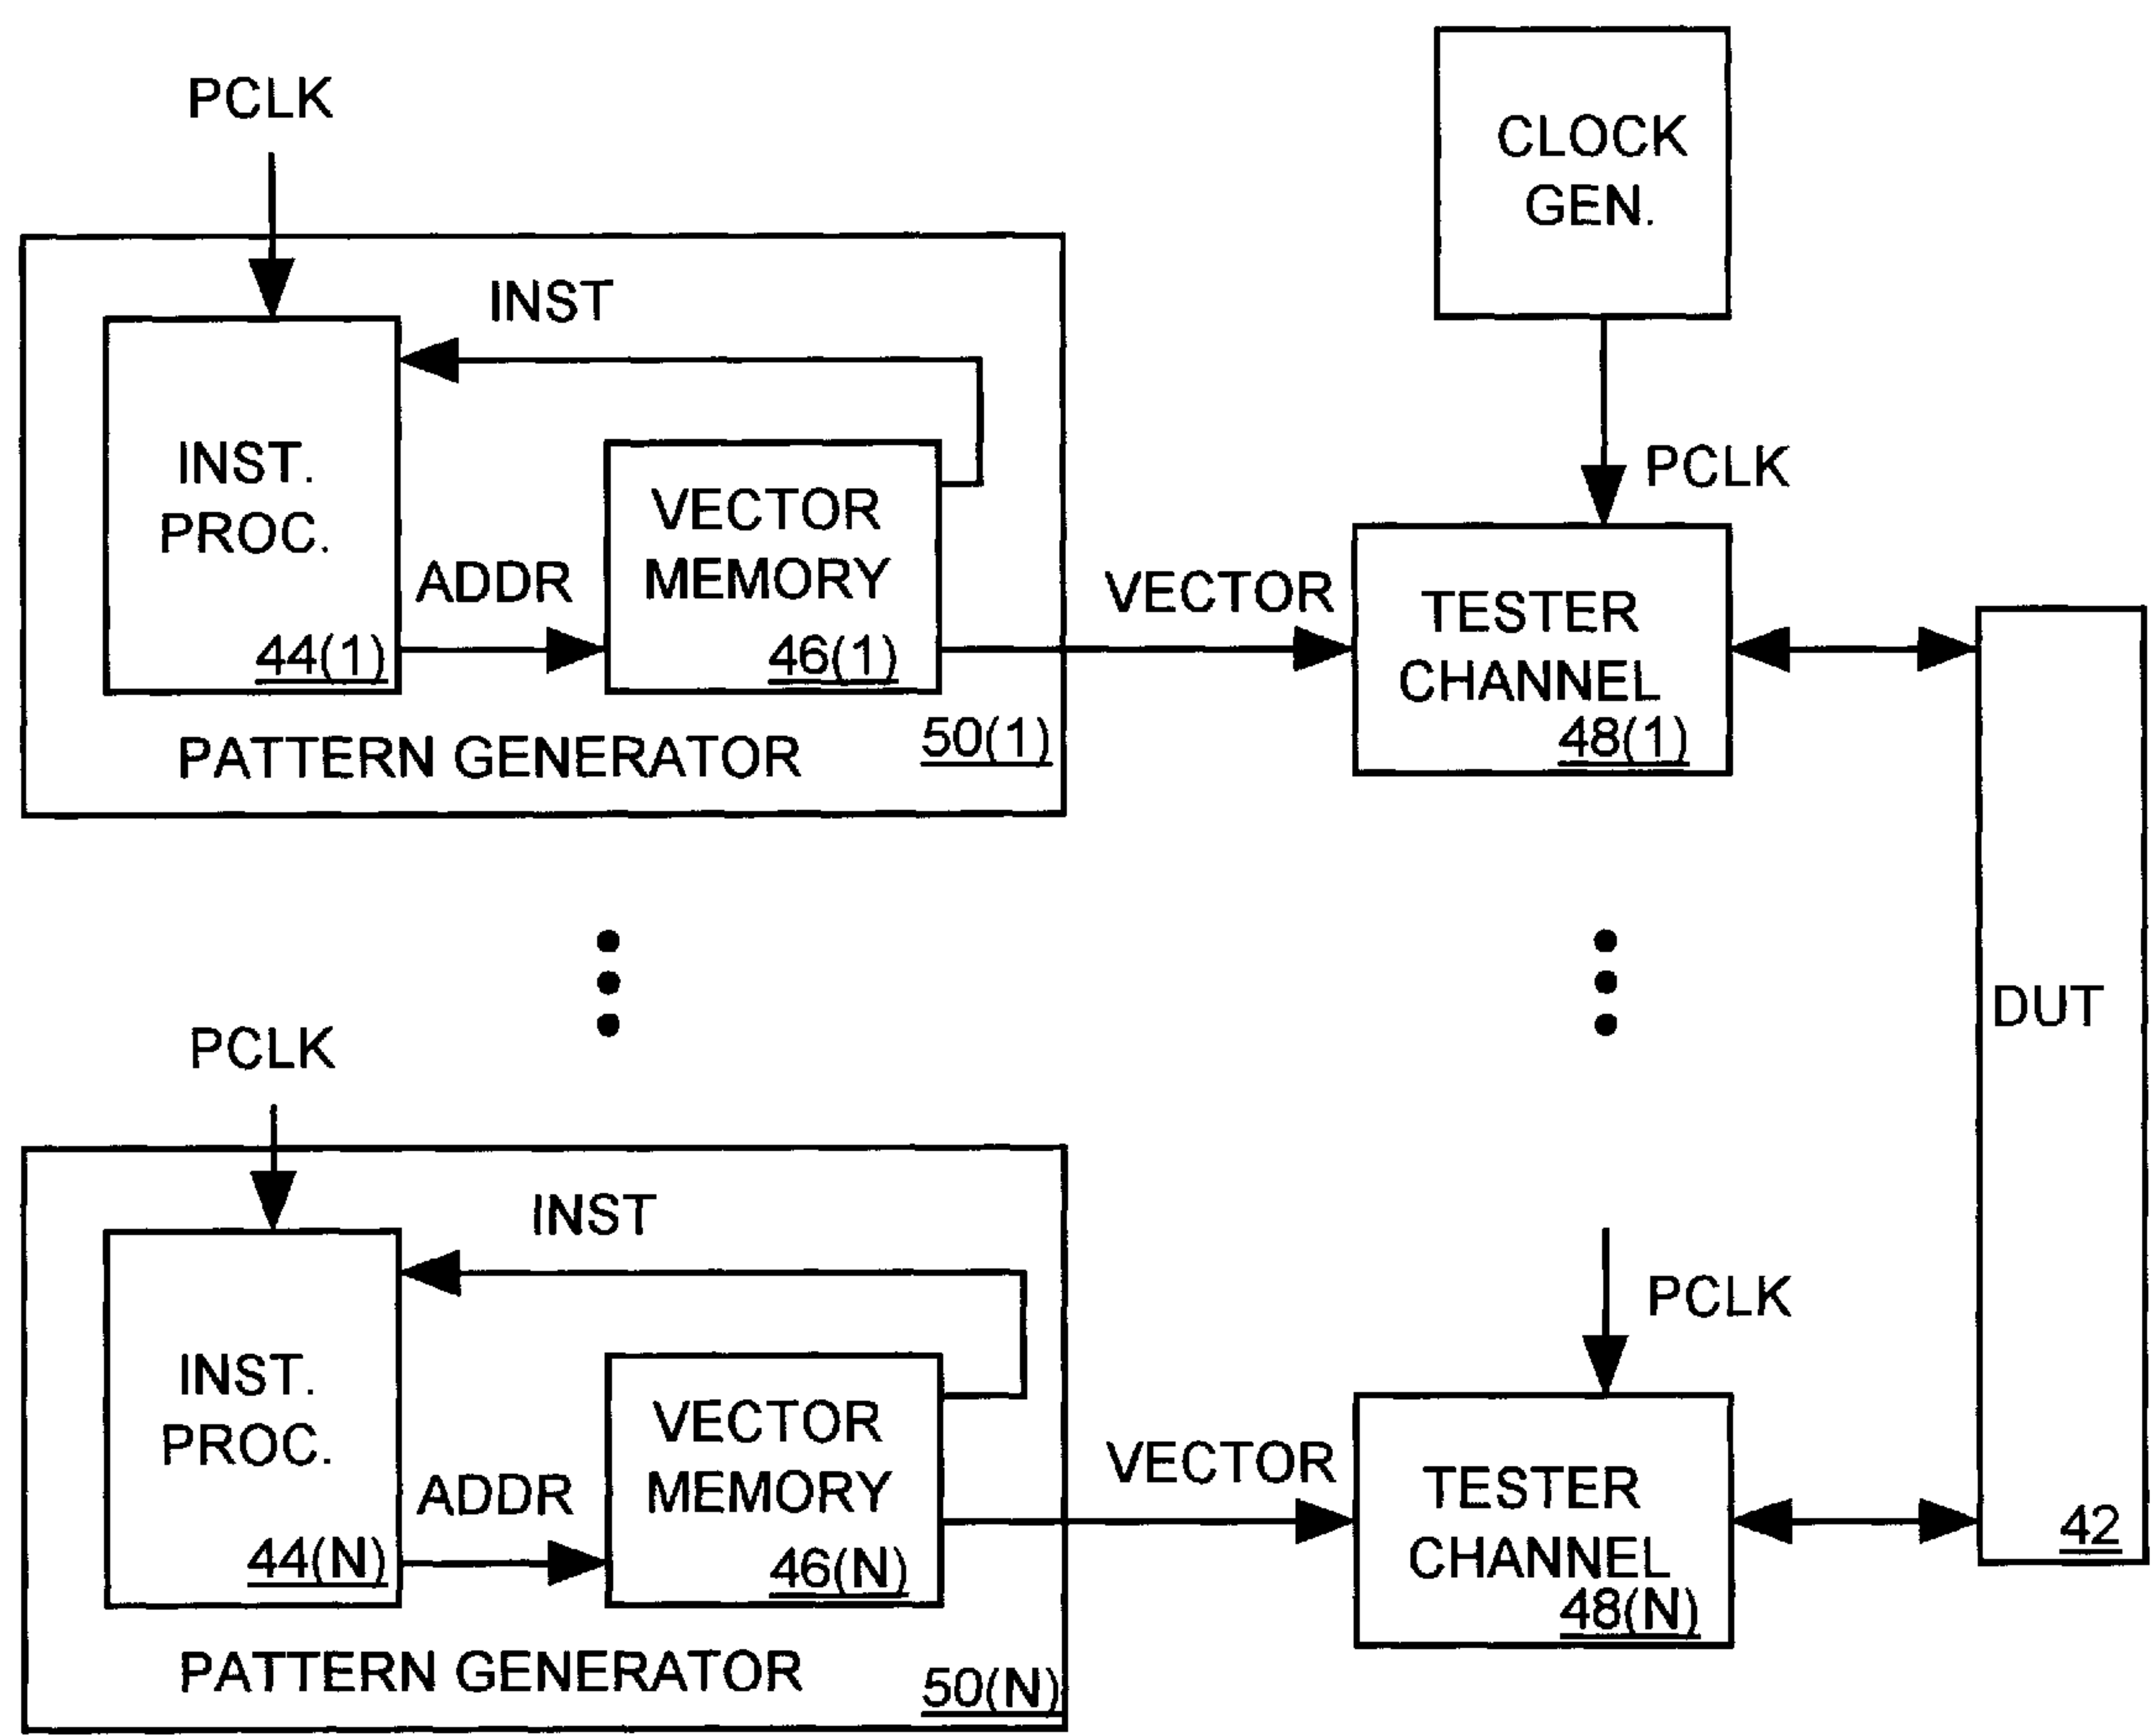 PCLK
CLOCK
GEN.
INST
PCLK
INST.
PROC.
44(1)
ADDR
VECTOR
MEMORY
46(1)
VECTOR
TESTER
CHANNEL
48(1)
PATTERN GENERATOR
50(1)
DUT
42
PCLK
INST
PCLK
INST.
PROC.
44(N)
ADDR
VECTOR
MEMORY
46(N)
VECTOR
TESTER
CHANNEL
48(N)
PATTERN GENERATOR
50(N)